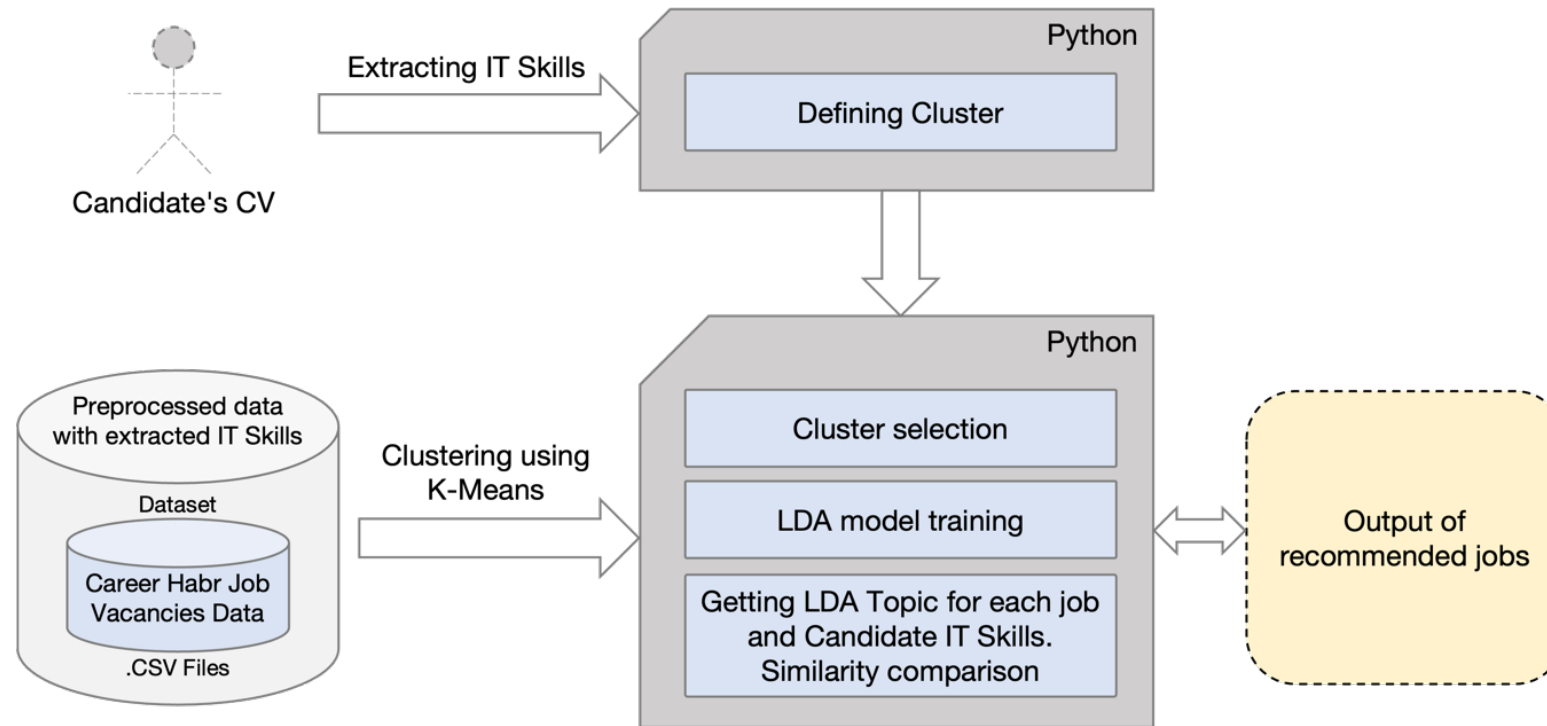 Python
Extracting IT Skills
Defining Cluster
Candidate's CV
Python
Preprocessed data
with extracted IT Skills
Dataset
Career Habr Job
Vacancies Data
.CSV Files
Clustering using
K-Means
Cluster selection
LDA model training
Getting LDA Topic for each job
and Candidate IT Skills.
Similarity comparison
Output of
recommended jobs